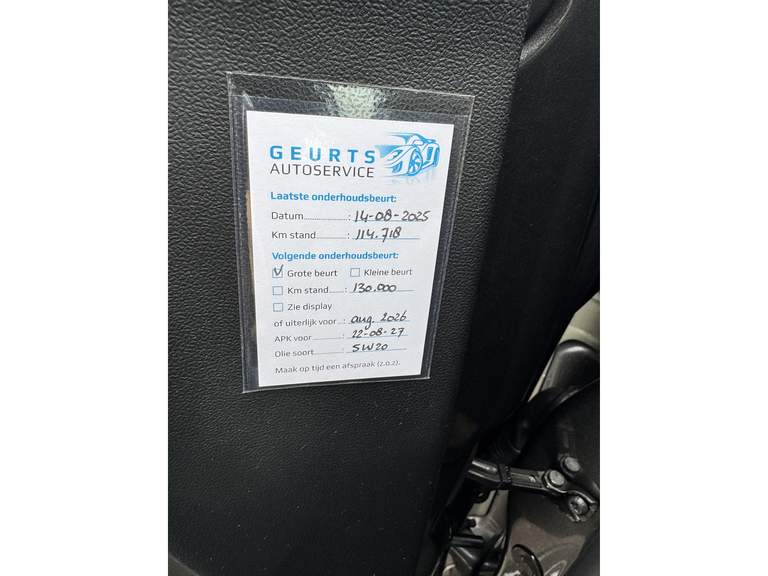 GEURTS
AUTOSERVICE
Laatste onderhoudsbeurt:
Datum....................: 14-08-2025
Km stand..............: 114.718
Volgende onderhoudsbeurt:
Grote beurt Kleine beurt
Km stand.......: 130.000
Zie display
of uiterlijk voor...: aug. 2026
APK voor.............: 22-08-27
Olie soort............: 5W20
Maak op tijd een afspraak (z.o.z).